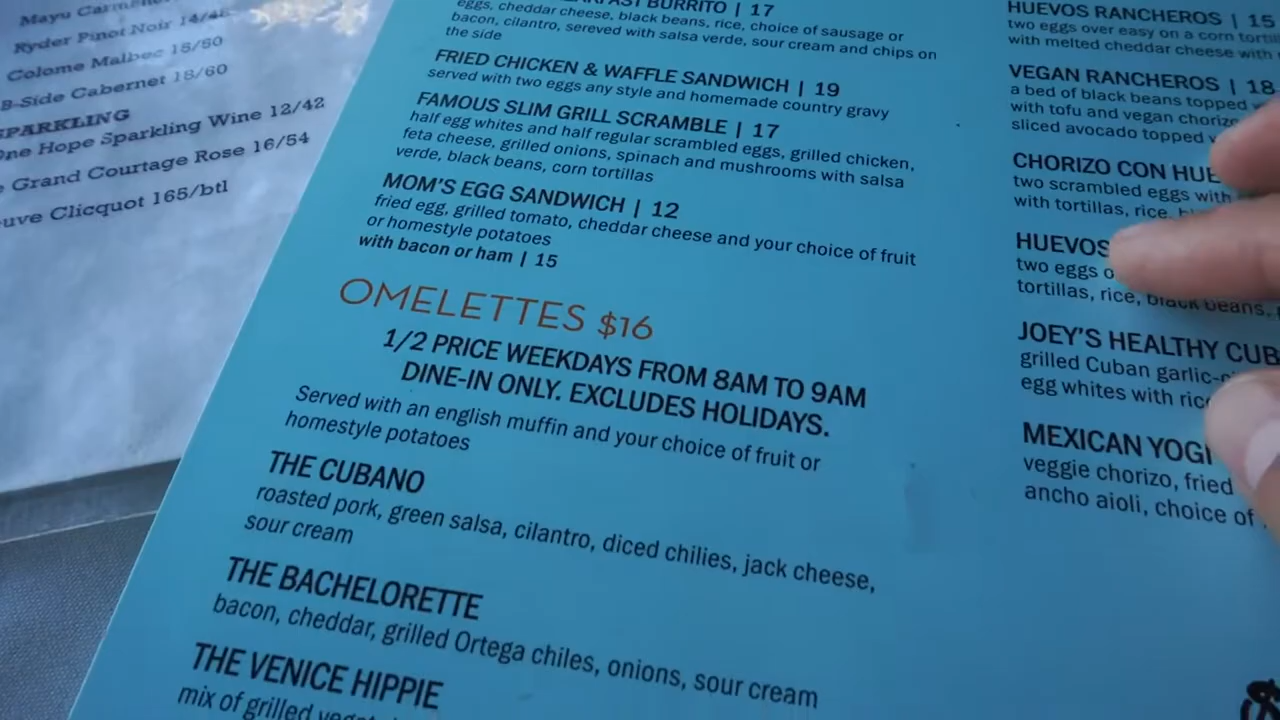 Ryder Pinot Noir 14/48
Colome Malbec 15/50
B-Side Cabernet 18/60
SPARKLING
One Hope Sparkling Wine 12/42
Grand Courtage Rose 16/54
Clicquot 165/btl
BURRITO | 17
eggs, cheddar cheese, black beans, rice, choice of sausage or
bacon, cilantro, sereved with salsa verde, sour cream and chips on
the side
FRIED CHICKEN & WAFFLE SANDWICH | 19
served with two eggs any style and homemade country gravy
FAMOUS SLIM GRILL SCRAMBLE | 17
half egg whites and half regular scrambled eggs, grilled chicken,
feta cheese, grilled onions, spinach and mushrooms with salsa
verde, black beans, corn tortillas
MOM'S EGG SANDWICH | 12
fried egg, grilled tomato, cheddar cheese and your choice of fruit
or homestyle potatoes
with bacon or ham | 15
OMELETTES $16
1/2 PRICE WEEKDAYS FROM 8AM TO 9AM
DINE-IN ONLY. EXCLUDES HOLIDAYS.
Served with an english muffin and your choice of fruit or
homestyle potatoes
THE CUBANO
roasted pork, green salsa, cilantro, diced chilies, jack cheese,
sour cream
THE BACHELORETTE
bacon, cheddar, grilled Ortega chiles, onions, sour cream
THE VENICE HIPPIE
mix of grilled
HUEVOS RANCHEROS | 15
two eggs over easy on a corn
with melted cheddar cheese with
VEGAN RANCHEROS | 18
a bed of black beans topped
with tofu and vegan chorizo
sliced avocado topped
CHORIZO CON
two scrambled eggs with
with tortillas, rice,
HUEVOS
two eggs
tortillas, rice, black beans,
JOEY'S HEALTHY
grilled Cuban
egg whites with
MEXICAN
veggie chorizo, fried
ancho aioli, choice of